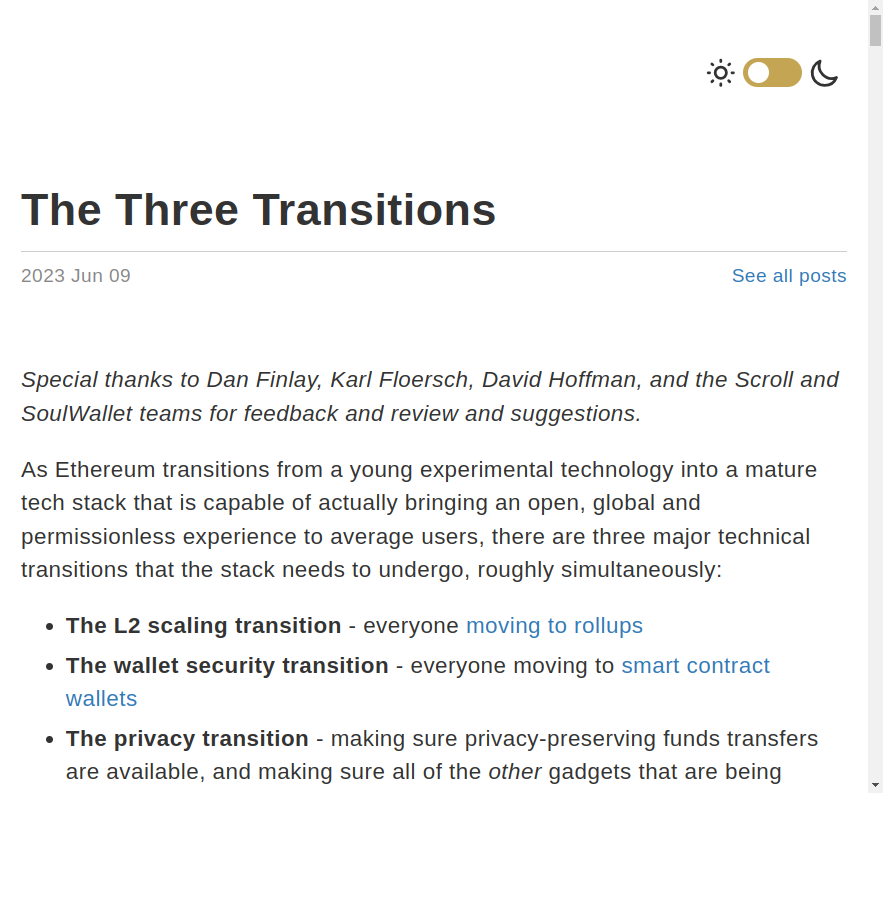 The Three Transitions
2023 Jun 09
See all posts
Special thanks to Dan Finlay, Karl Floersch, David Hoffman, and the Scroll and
SoulWallet teams for feedback and review and suggestions.
As Ethereum transitions from a young experimental technology into a mature
tech stack that is capable of actually bringing an open, global and
permissionless experience to average users, there are three major technical
transitions that the stack needs to undergo, roughly simultaneously:
• The L2 scaling transition - everyone moving to rollups
• The wallet security transition - everyone moving to smart contract
wallets
• The privacy transition - making sure privacy-preserving funds transfers
are available, and making sure all of the other gadgets that are being